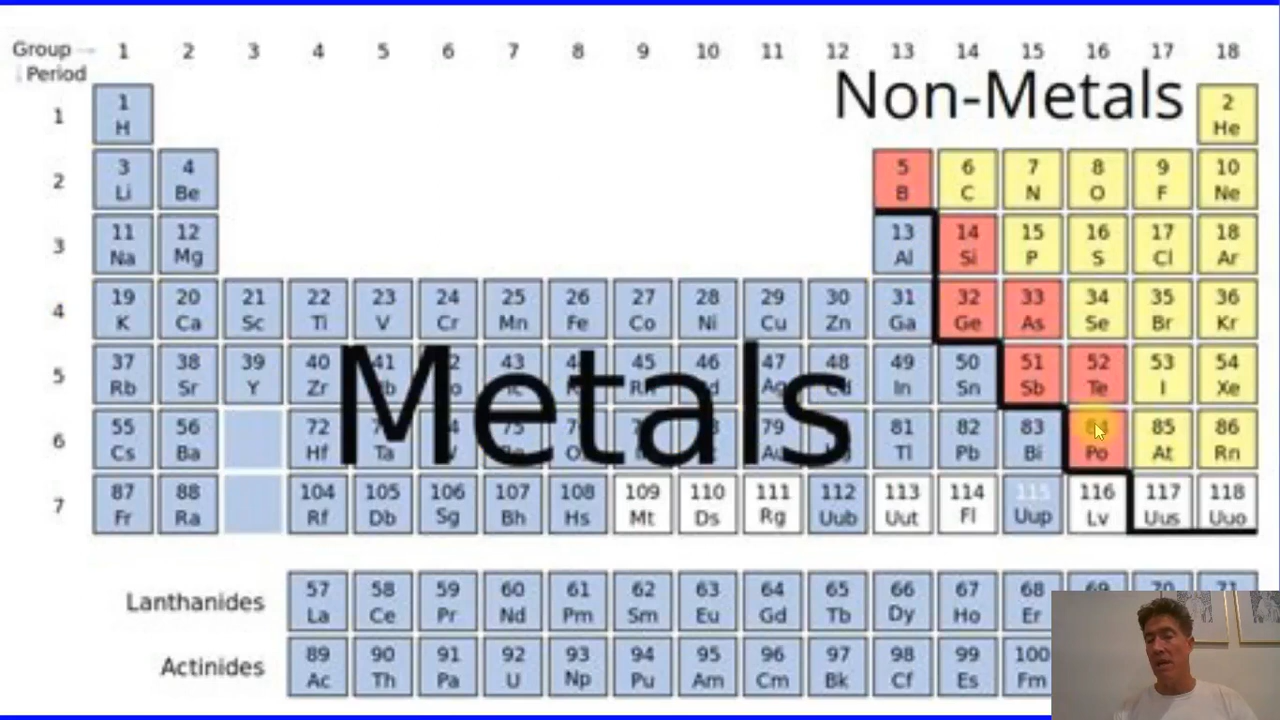 Group → 1 2 3 4 5 6 7 8 9 10 11 12 13 14 15 16 17 18
↓ Period
Non-Metals
1 1 2
H He
2 3 4 5 6 7 8 9 10
Li Be B C N O F Ne
3 11 12 13 14 15 16 17 18
Na Mg Al Si P S Cl Ar
4 19 20 21 22 23 24 25 26 27 28 29 30 31 32 33 34 35 36
K Ca Sc Ti V Cr Mn Fe Co Ni Cu Zn Ga Ge As Se Br Kr
5 37 38 39 40 41 43 45 46 47 48 49 50 51 52 53 54
Rb Sr Y Zr Ag Cd In Sn Sb Te I Xe
Metals
6 55 56 72 75 79 81 82 83 84 85 86
Cs Ba Hf Ta Au Tl Pb Bi Po At Rn
7 87 88 104 105 106 107 108 109 110 111 112 113 114 115 116 117 118
Fr Ra Rf Db Sg Bh Hs Mt Ds Rg Uub Uut Fl Uup Lv Uus Uuo
57 58 59 60 61 62 63 64 65 66 67 68 69 70 71
Lanthanides La Ce Pr Nd Pm Sm Eu Gd Tb Dy Ho Er
89 90 91 92 93 94 95 96 97 98 99 100
Actinides Ac Th Pa U Np Pu Am Cm Bk Cf Es Fm